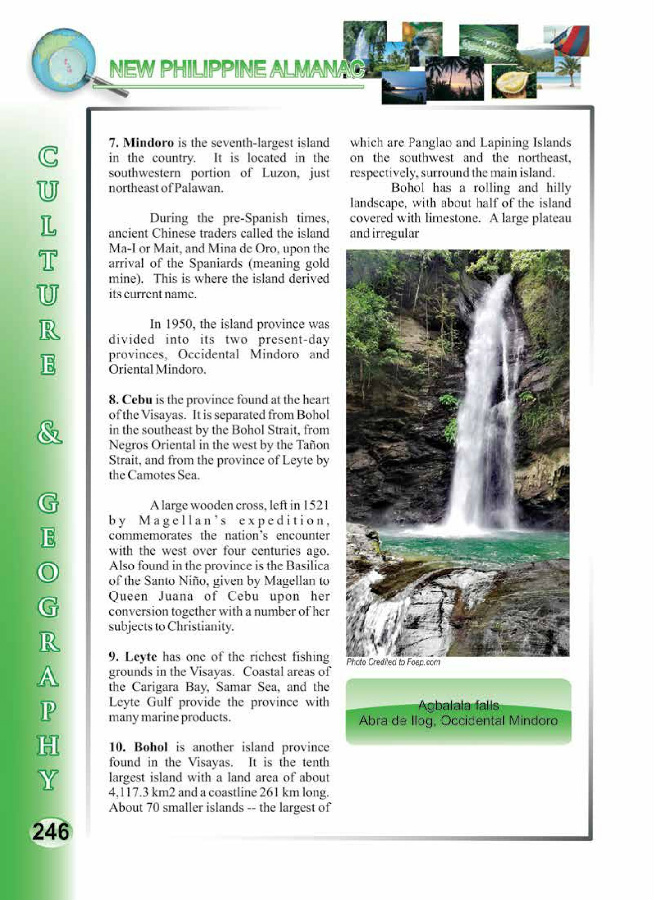 NEW PHILIPPINE ALMANAC
CULTURE & GEOGRAPHY
7. Mindoro is the seventh-largest island
in the country. It is located in the
southwestern portion of Luzon, just
northeast of Palawan.
During the pre-Spanish times,
ancient Chinese traders called the island
Ma-I or Mait, and Mina de Oro, upon the
arrival of the Spaniards (meaning gold
mine). This is where the island derived
its current name.
In 1950, the island province was
divided into its two present-day
provinces, Occidental Mindoro and
Oriental Mindoro.
8. Cebu is the province found at the heart
of the Visayas. It is separated from Bohol
in the southeast by the Bohol Strait, from
Negros Oriental in the west by the Tañon
Strait, and from the province of Leyte by
the Camotes Sea.
A large wooden cross, left in 1521
by Magellan's expedition,
commemorates the nation's encounter
with the west over four centuries ago.
Also found in the province is the Basilica
of the Santo Niño, given by Magellan to
Queen Juana of Cebu upon her
conversion together with a number of her
subjects to Christianity.
9. Leyte has one of the richest fishing
grounds in the Visayas. Coastal areas of
the Carigara Bay, Samar Sea, and the
Leyte Gulf provide the province with
many marine products.
10. Bohol is another island province
found in the Visayas. It is the tenth
largest island with a land area of about
4,117.3 km2 and a coastline 261 km long.
About 70 smaller islands -- the largest of
which are Panglao and Lapining Islands
on the southwest and the northeast,
respectively, surround the main island.
Bohol has a rolling and hilly
landscape, with about half of the island
covered with limestone. A large plateau
and irregular
Photo Credited to Foap.com
Agbalala falls
Abra de Ilog, Occidental Mindoro
246